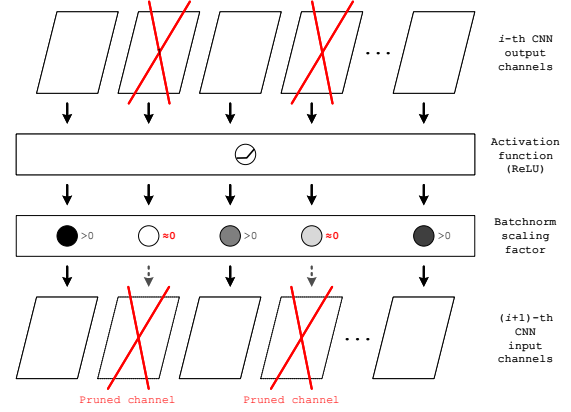 i-th CNN
output
channels
...
Activation
function
(ReLU)
>0
≈0
>0
≈0
>0
Batchnorm
scaling
factor
(i+1)-th
CNN
input
channels
...
Pruned channel
Pruned channel